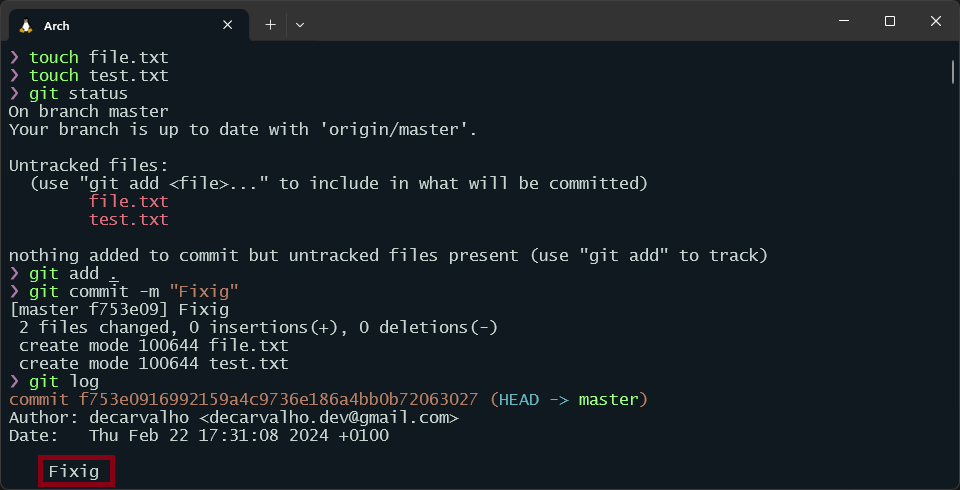 Arch
❯ touch file.txt
❯ touch test.txt
❯ git status
On branch master
Your branch is up to date with 'origin/master'.
Untracked files:
(use "git add <file>..." to include in what will be committed)
file.txt
test.txt
nothing added to commit but untracked files present (use "git add" to track)
❯ git add .
❯ git commit -m "Fixig"
[master f753e09] Fixig
2 files changed, 0 insertions(+), 0 deletions(-)
create mode 100644 file.txt
create mode 100644 test.txt
❯ git log
commit f753e0916992159a4c9736e186a4bb0b72063027 (HEAD -> master)
Author: decarvalho <decarvalho.dev@gmail.com>
Date: Thu Feb 22 17:31:08 2024 +0100
Fixig